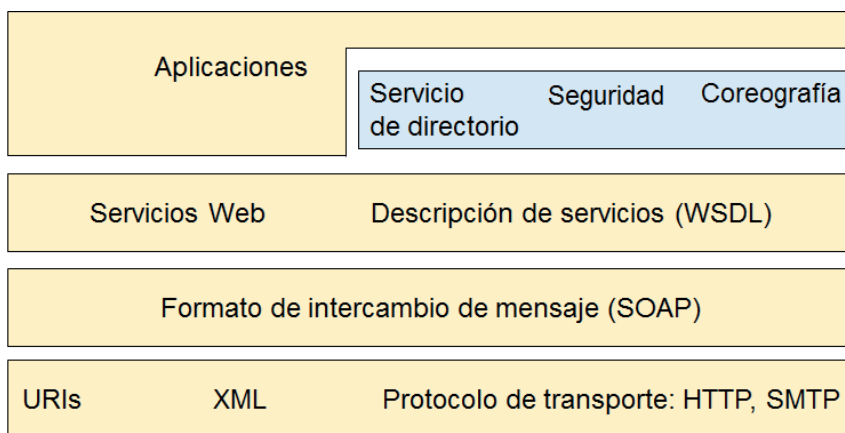 Aplicaciones
Servicio
de directorio
Seguridad
Coreografía
Servicios Web
Descripción de servicios (WSDL)
Formato de intercambio de mensaje (SOAP)
URIs
XML
Protocolo de transporte: HTTP, SMTP